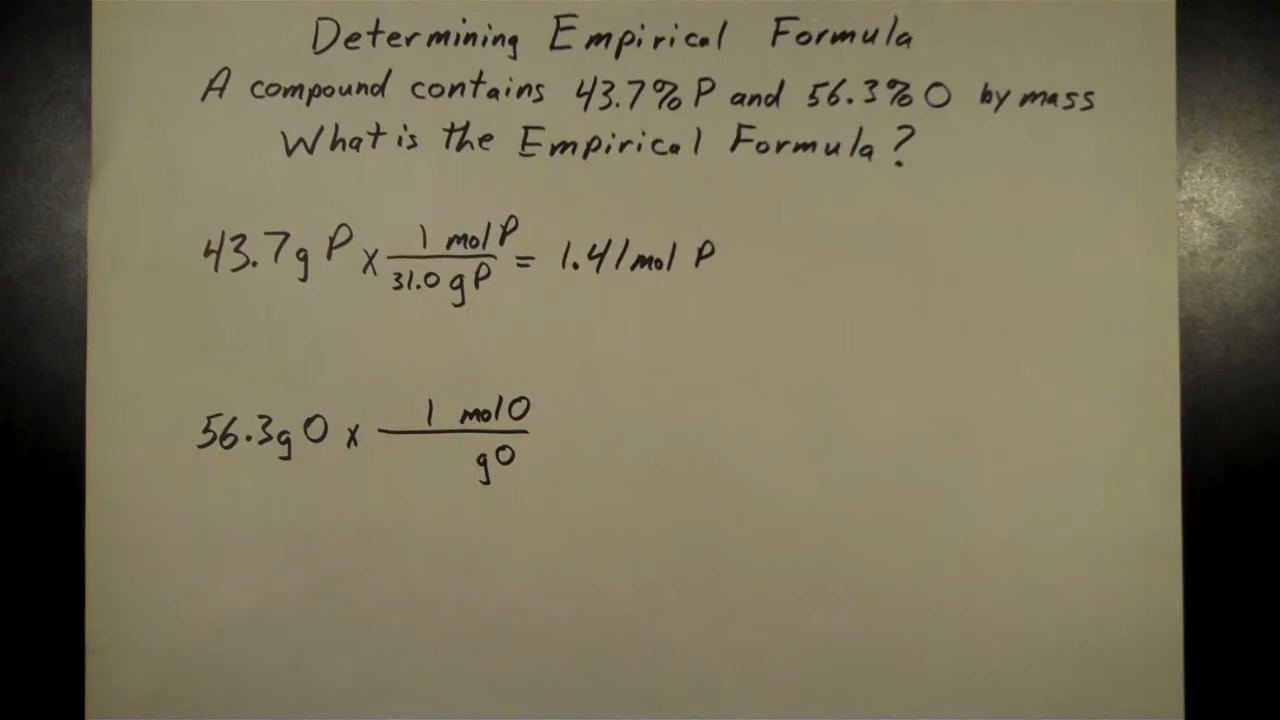 Determining Empirical Formula
A compound contains 43.7% P and 56.3% O by mass
What is the Empirical Formula?
43.7g P x 1 mol P / 31.0 g P = 1.41 mol P
56.3g O x 1 mol O / g O